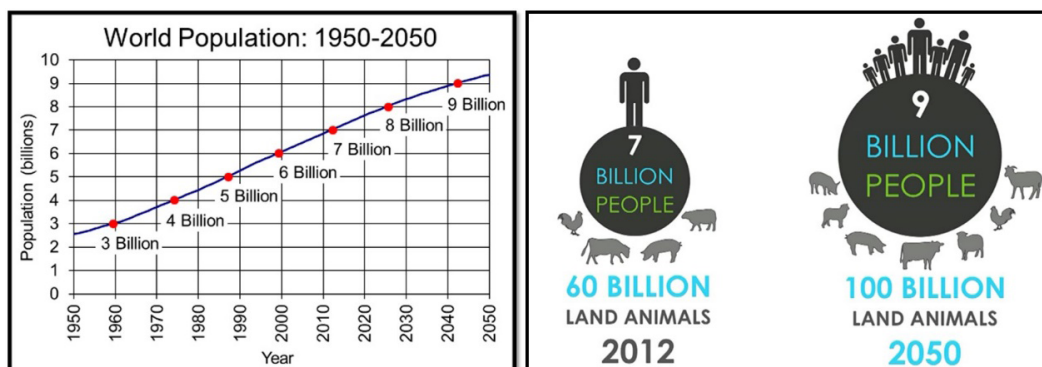 World Population: 1950-2050
Population (billions)
10
9
8
7
6
5
4
3
2
1
0
3 Billion
4 Billion
5 Billion
6 Billion
7 Billion
8 Billion
9 Billion
1950
1960
1970
1980
1990
2000
2010
2020
2030
2040
2050
Year
7
BILLION
PEOPLE
60 BILLION
LAND ANIMALS
2012
9
BILLION
PEOPLE
100 BILLION
LAND ANIMALS
2050